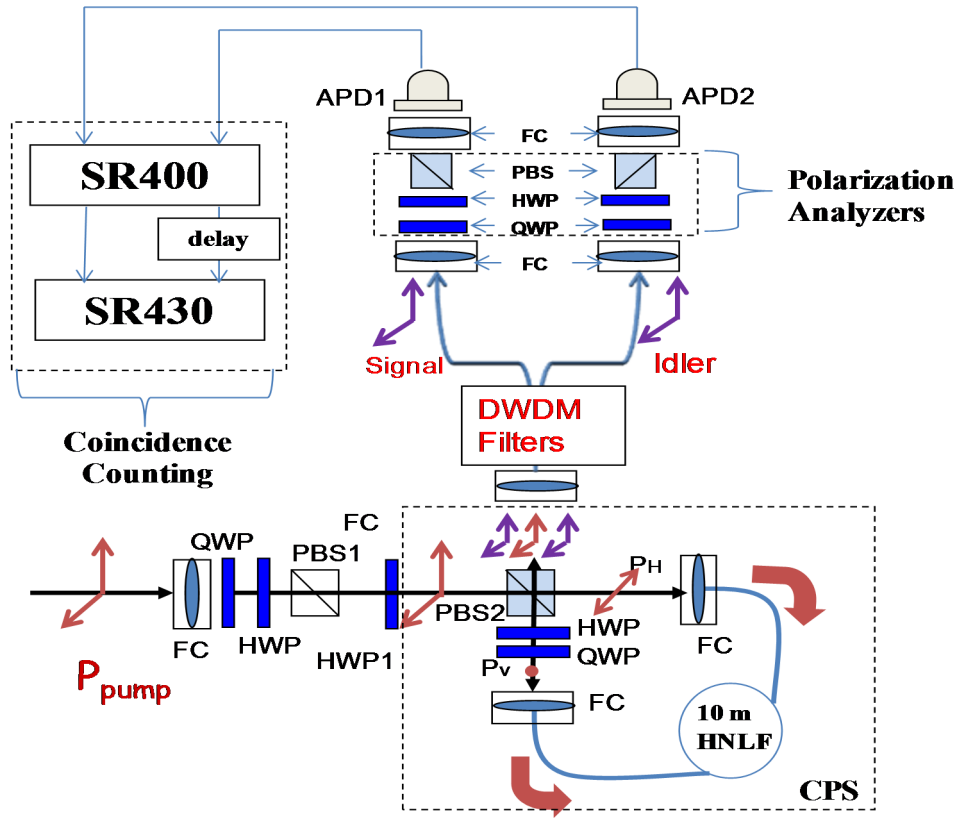 APD1
APD2
FC
SR400
PBS
HWP
Polarization
Analyzers
QWP
delay
FC
SR430
Signal
Idler
DWDM
Filters
Coincidence
Counting
FC
QWP
PBS1
PH
PBS2
HWP
FC
HWP
HWP1
QWP
FC
Ppump
Pv
FC
10 m
HNLF
CPS